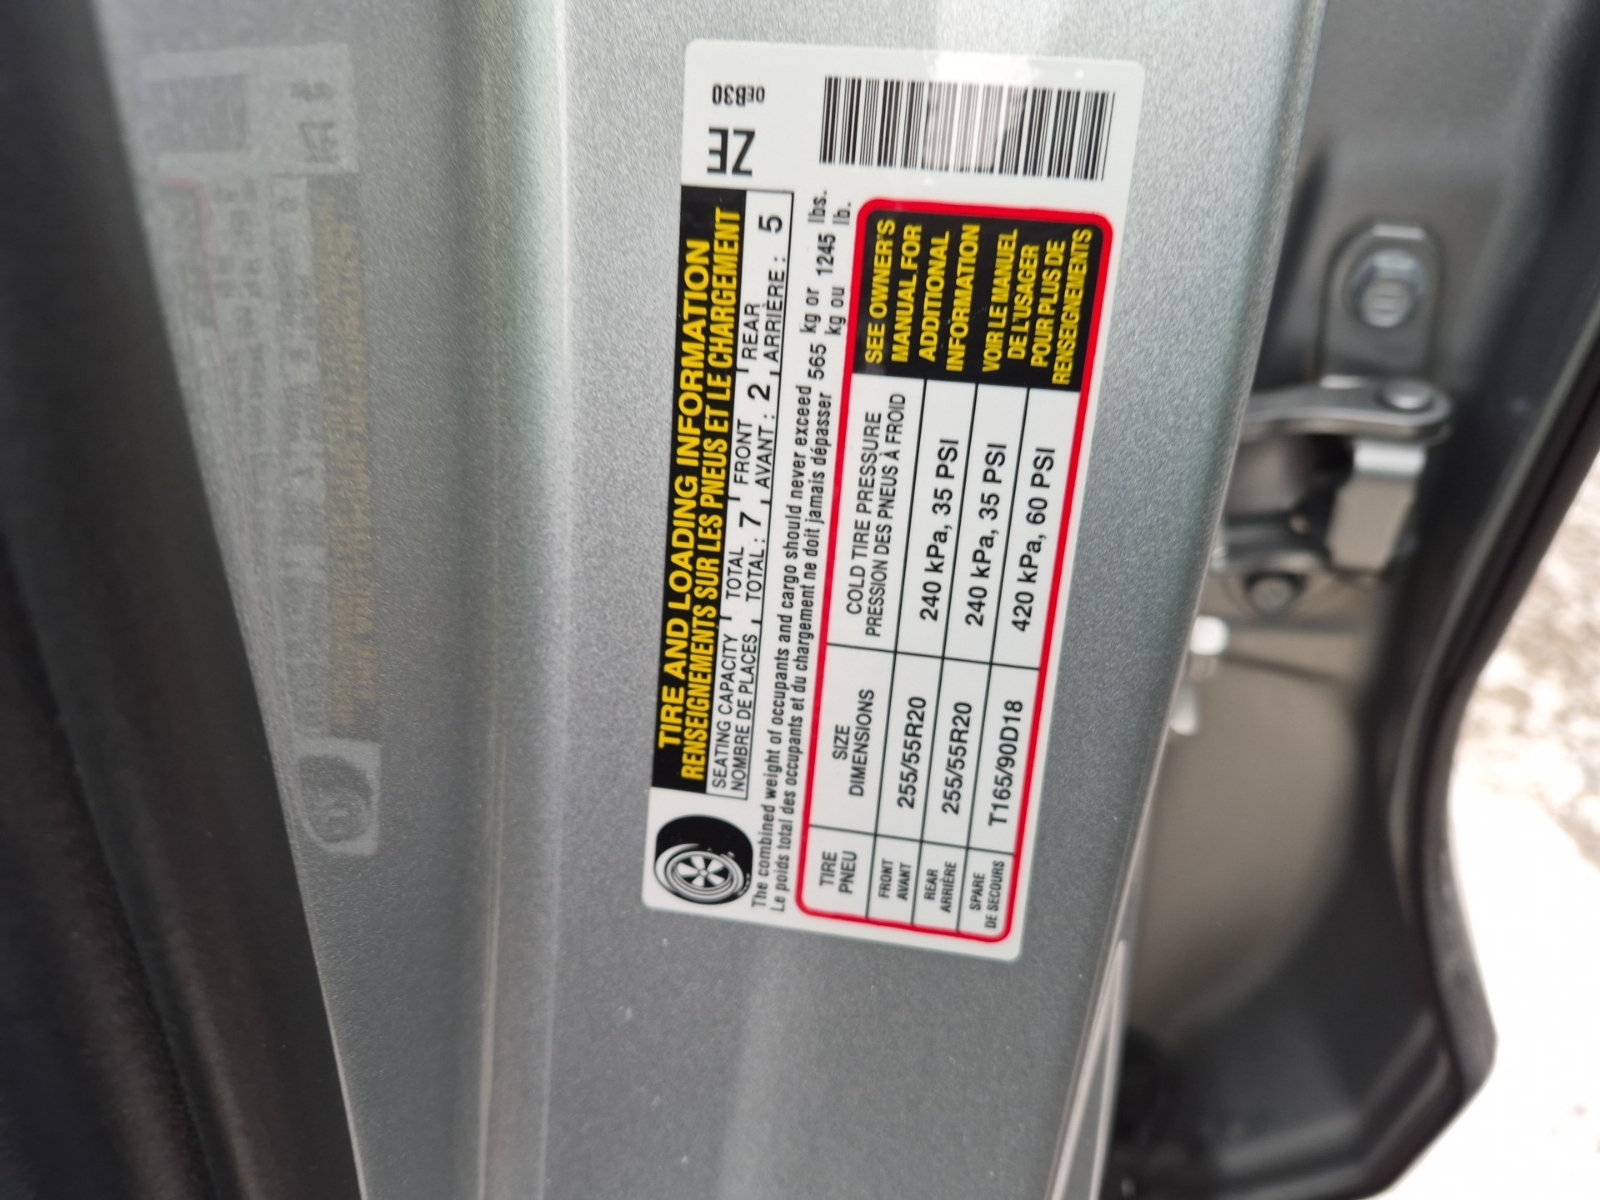 TIRE AND LOADING INFORMATION
RENSEIGNEMENTS SUR LES PNEUS ET LE CHARGEMENT
ZE
0EB30
SEATING CAPACITY TOTAL FRONT REAR
NOMBRE DE PLACES TOTAL : 7 AVANT : 2 ARRIÈRE : 5
The combined weight of occupants and cargo should never exceed 565 kg or 1245 lbs.
Le poids total des occupants et du chargement ne doit jamais dépasser kg ou lb.
TIRE
PNEU
SIZE
DIMENSIONS
COLD TIRE PRESSURE
PRESSION DES PNEUS À FROID
FRONT
AVANT
255/55R20
240 kPa, 35 PSI
REAR
ARRIÈRE
255/55R20
240 kPa, 35 PSI
SPARE
DE SECOURS
T165/90D18
420 kPa, 60 PSI
SEE OWNER'S
MANUAL FOR
ADDITIONAL
INFORMATION
VOIR LE MANUEL
DE L'USAGER
POUR PLUS DE
RENSEIGNEMENTS